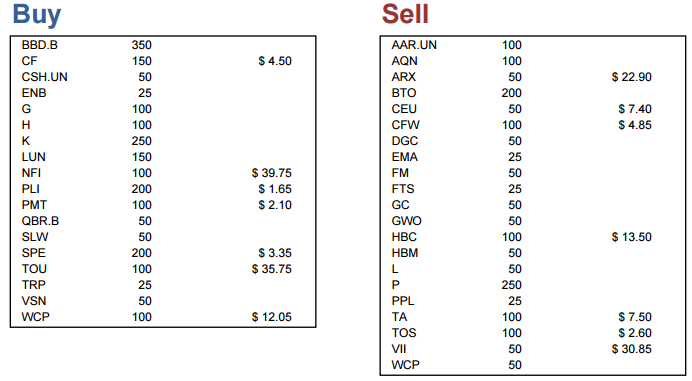 Buy
BBD.B 350
CF 150 $ 4.50
CSH.UN 50
ENB 25
G 100
H 100
K 250
LUN 150
NFI 100 $ 39.75
PLI 200 $ 1.65
PMT 100 $ 2.10
QBR.B 50
SLW 50
SPE 200 $ 3.35
TOU 100 $ 35.75
TRP 25
VSN 50
WCP 100 $ 12.05
Sell
AAR.UN 100
AQN 100
ARX 50 $ 22.90
BTO 200
CEU 50 $ 7.40
CFW 100 $ 4.85
DGC 50
EMA 25
FM 50
FTS 25
GC 50
GWO 50
HBC 100 $ 13.50
HBM 50
L 50
P 250
PPL 25
TA 100 $ 7.50
TOS 100 $ 2.60
VII 50 $ 30.85
WCP 50